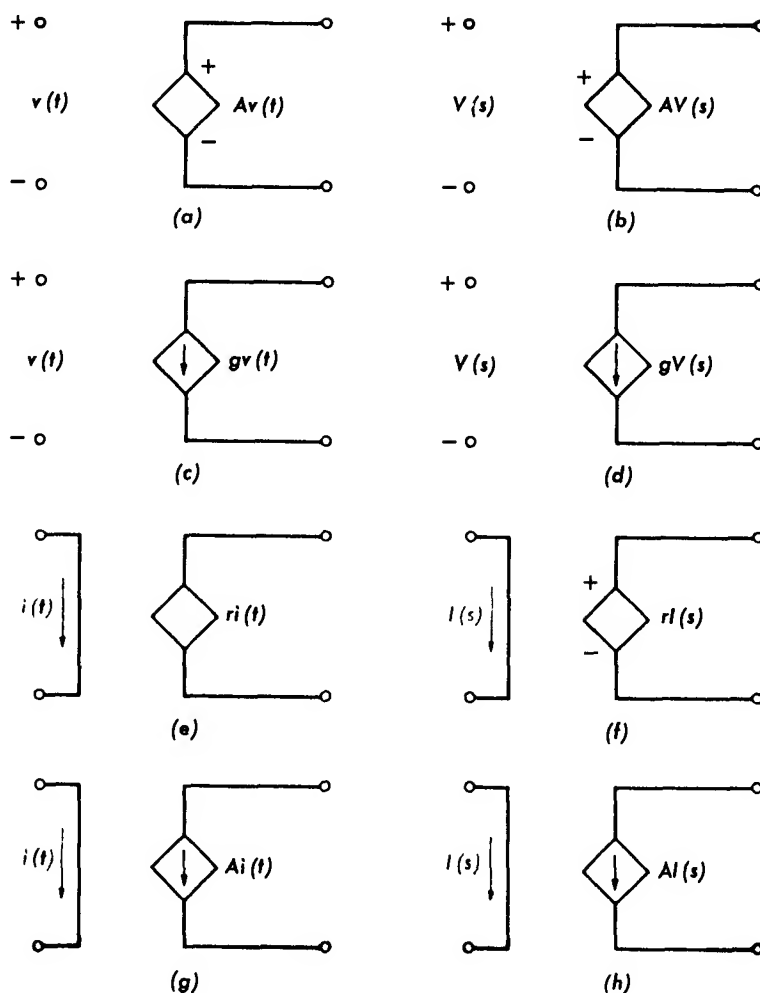 + +
+
v(t) Av(t) V(s) + AV(s)
− −
− −
(a) (b)
+ +
v(t) gv(t) V(s) gV(s)
− −
(c) (d)
i(t) ri(t) I(s) + rI(s)
−
(e) (f)
i(t) Ai(t) I(s) AI(s)
(g) (h)